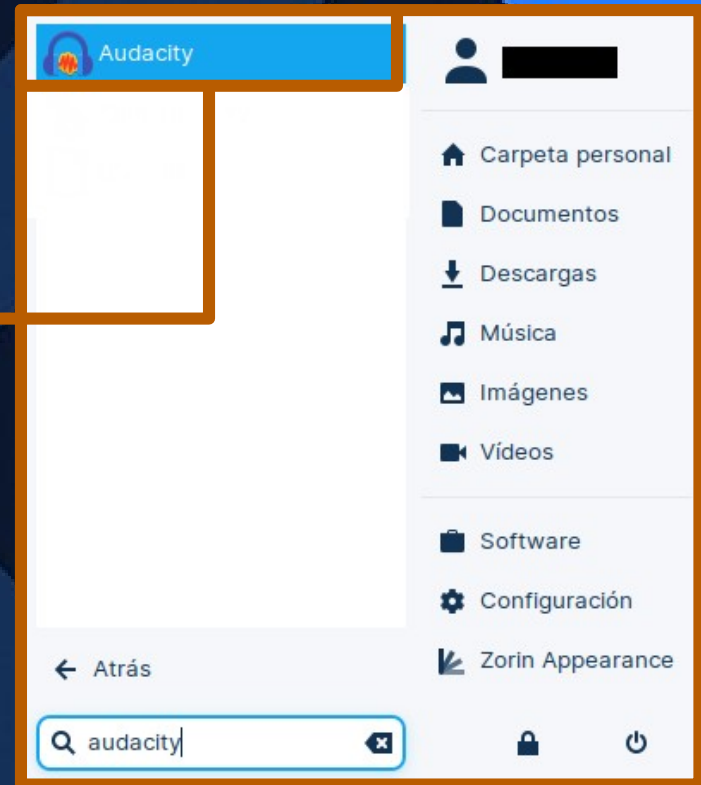 Audacity
Carpeta personal
Documentos
Descargas
Música
Imágenes
Vídeos
Software
Configuración
Zorin Appearance
Atrás
audacity